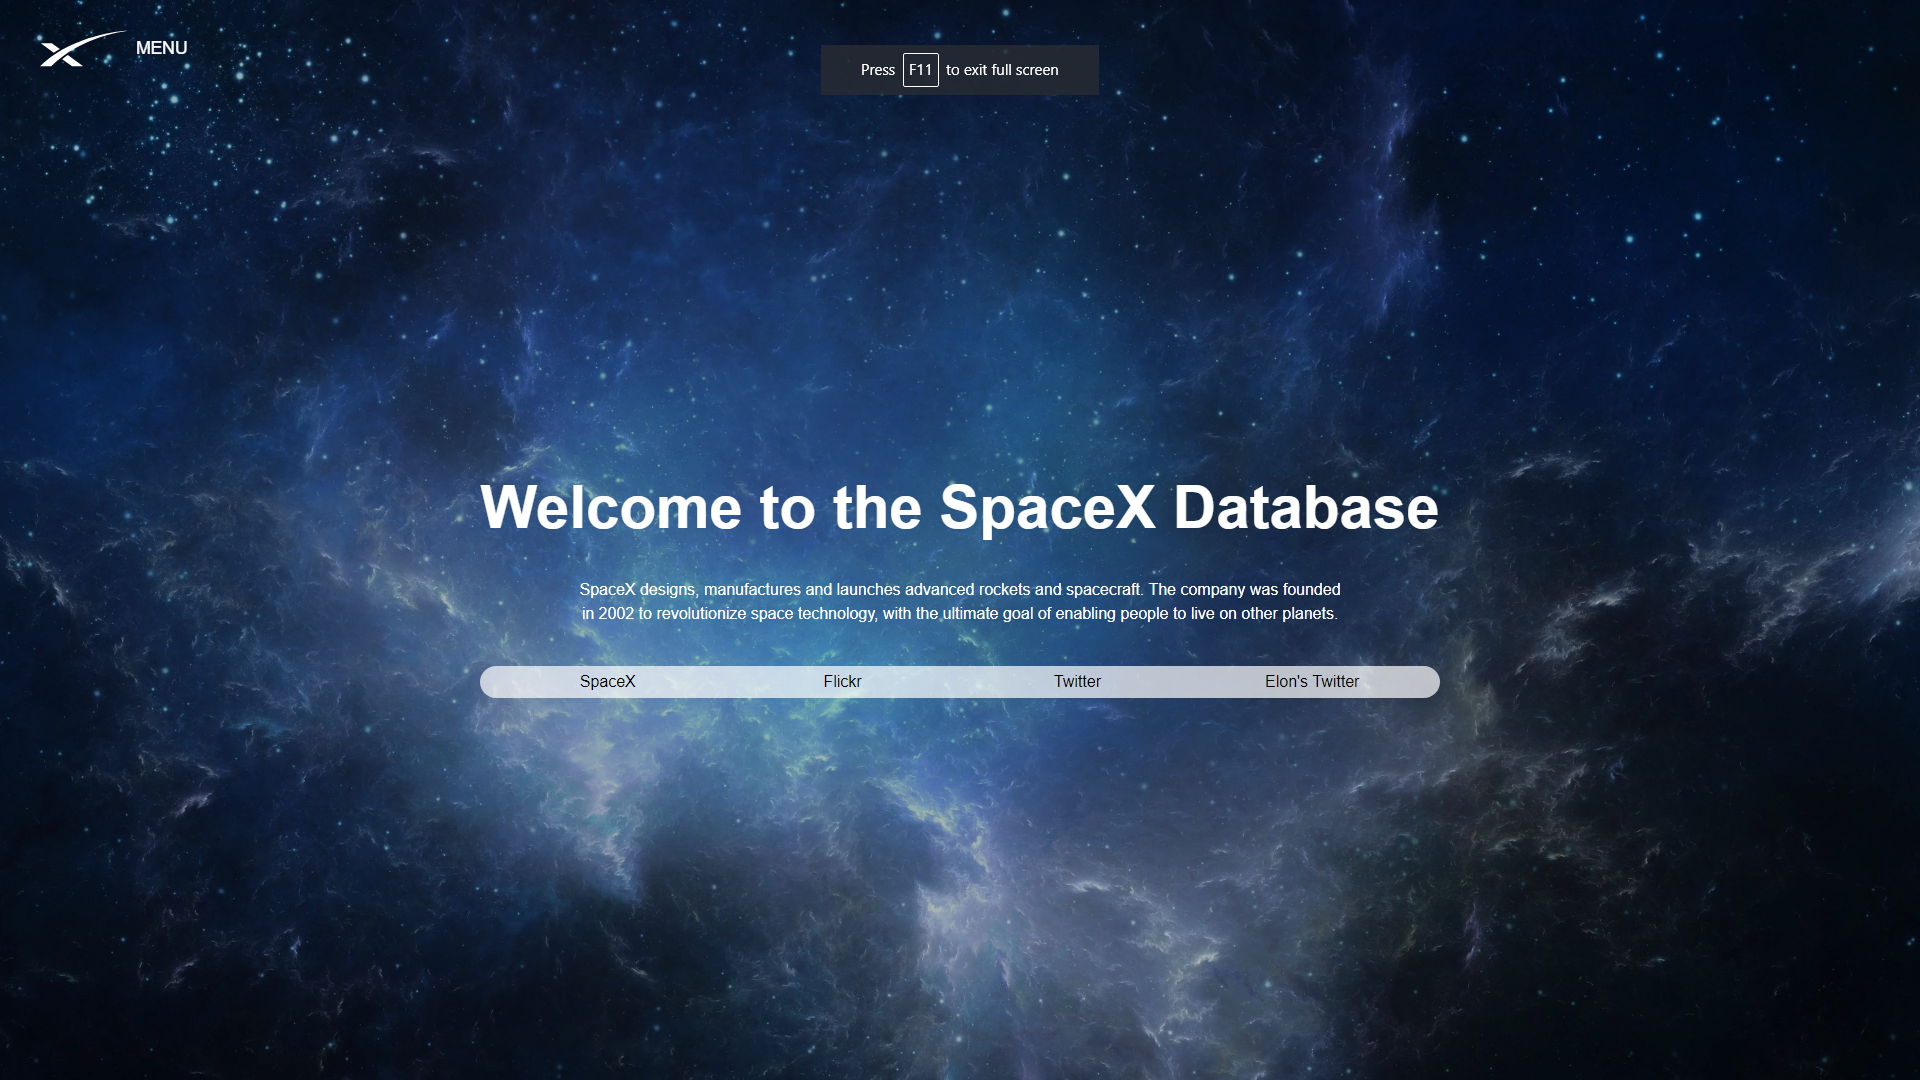 MENU
Press F11 to exit full screen
Welcome to the SpaceX Database
SpaceX designs, manufactures and launches advanced rockets and spacecraft. The company was founded
in 2002 to revolutionize space technology, with the ultimate goal of enabling people to live on other planets.
SpaceX Flickr Twitter Elon's Twitter